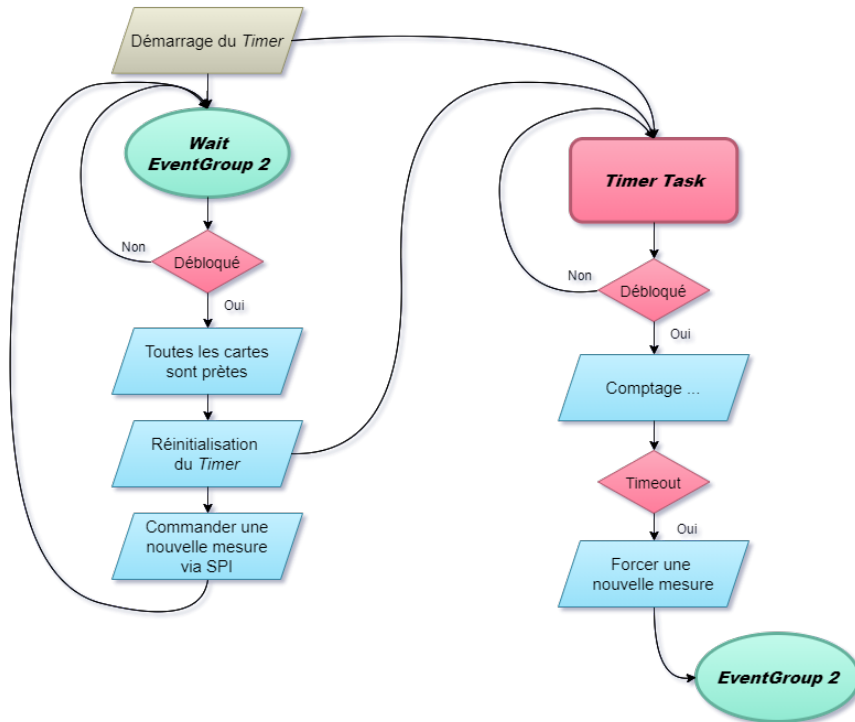 Démarrage du Timer
Wait
EventGroup 2
Non
Débloqué
Oui
Toutes les cartes
sont prètes
Réinitialisation
du Timer
Commander une
nouvelle mesure
via SPI
Timer Task
Non
Débloqué
Oui
Comptage ...
Timeout
Oui
Forcer une
nouvelle mesure
EventGroup 2